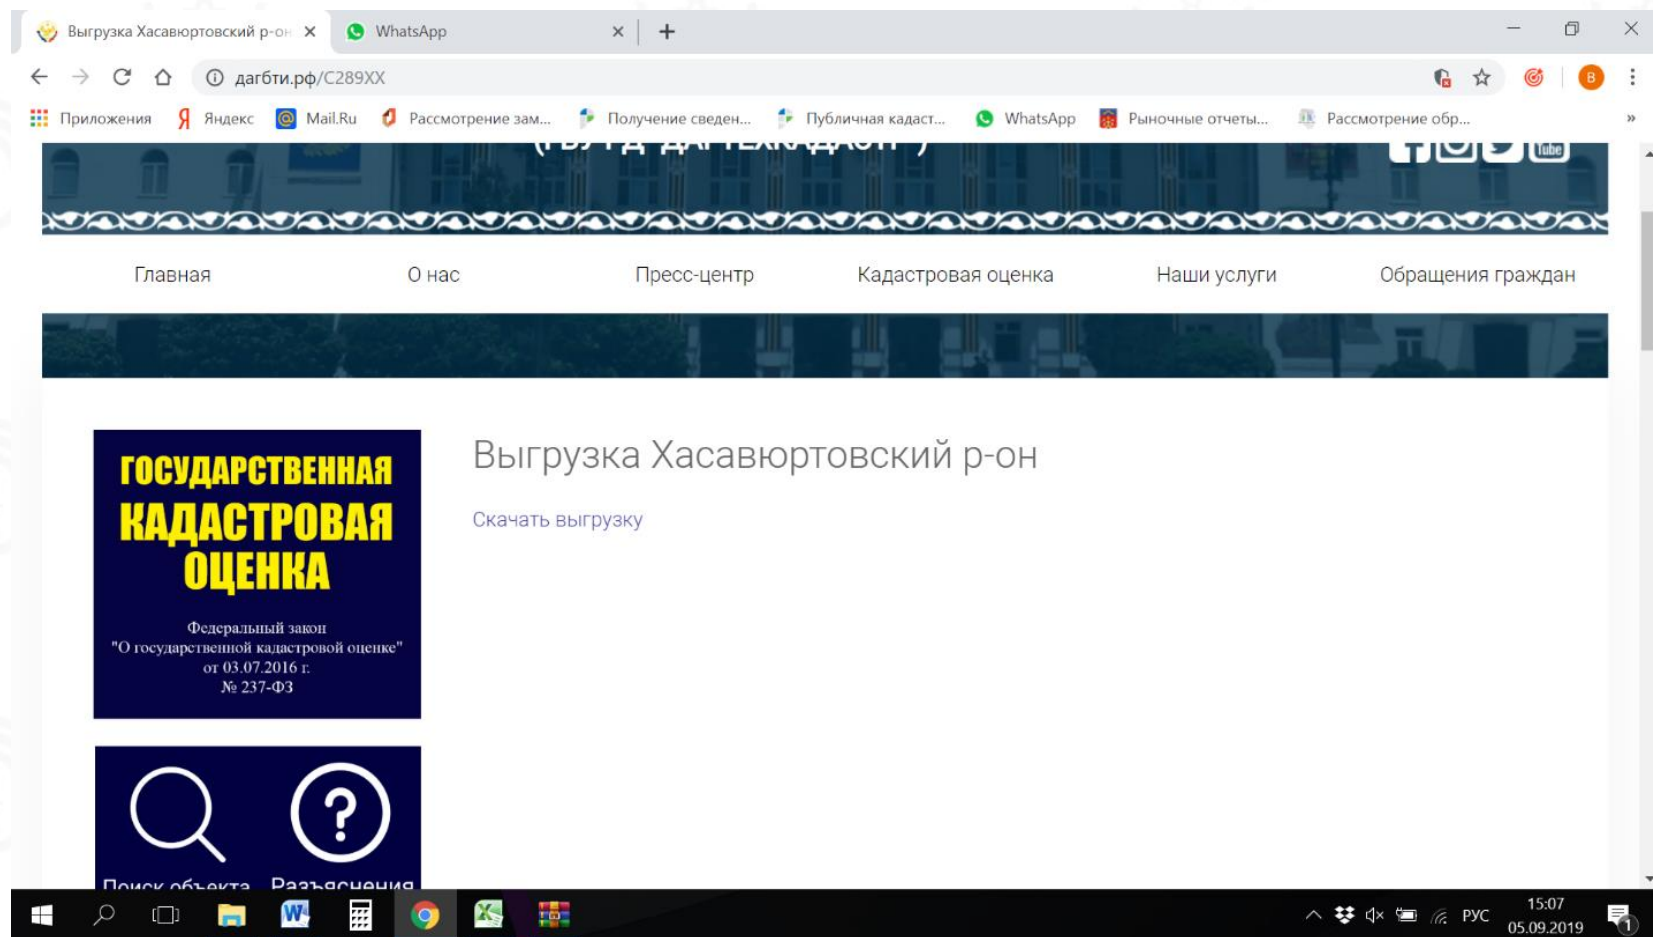 Выгрузка Хасавюртовский р-он
WhatsApp
дагбти.рф/C289XX
В
Приложения Яндекс Mail.Ru Рассмотрение зам... Получение сведен... Публичная кадаст... WhatsApp Рыночные отчеты... Рассмотрение обр... »
Tube
Главная О нас Пресс-центр Кадастровая оценка Наши услуги Обращения граждан
ГОСУДАРСТВЕННАЯ
КАДАСТРОВАЯ
ОЦЕНКА
Федеральный закон
"О государственной кадастровой оценке"
от 03.07.2016 г.
№ 237-ФЗ
Выгрузка Хасавюртовский р-он
Скачать выгрузку
Поиск объекта Разъяснения
РУС
15:07
05.09.2019
1